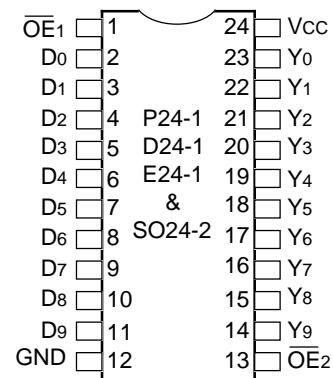 OE1 1 24 VCC
D0 2 23 Y0
D1 3 22 Y1
D2 4 P24-1 21 Y2
D3 5 D24-1 20 Y3
D4 6 E24-1 19 Y4
D5 7 & 18 Y5
D6 8 SO24-2 17 Y6
D7 9 16 Y7
D8 10 15 Y8
D9 11 14 Y9
GND 12 13 OE2